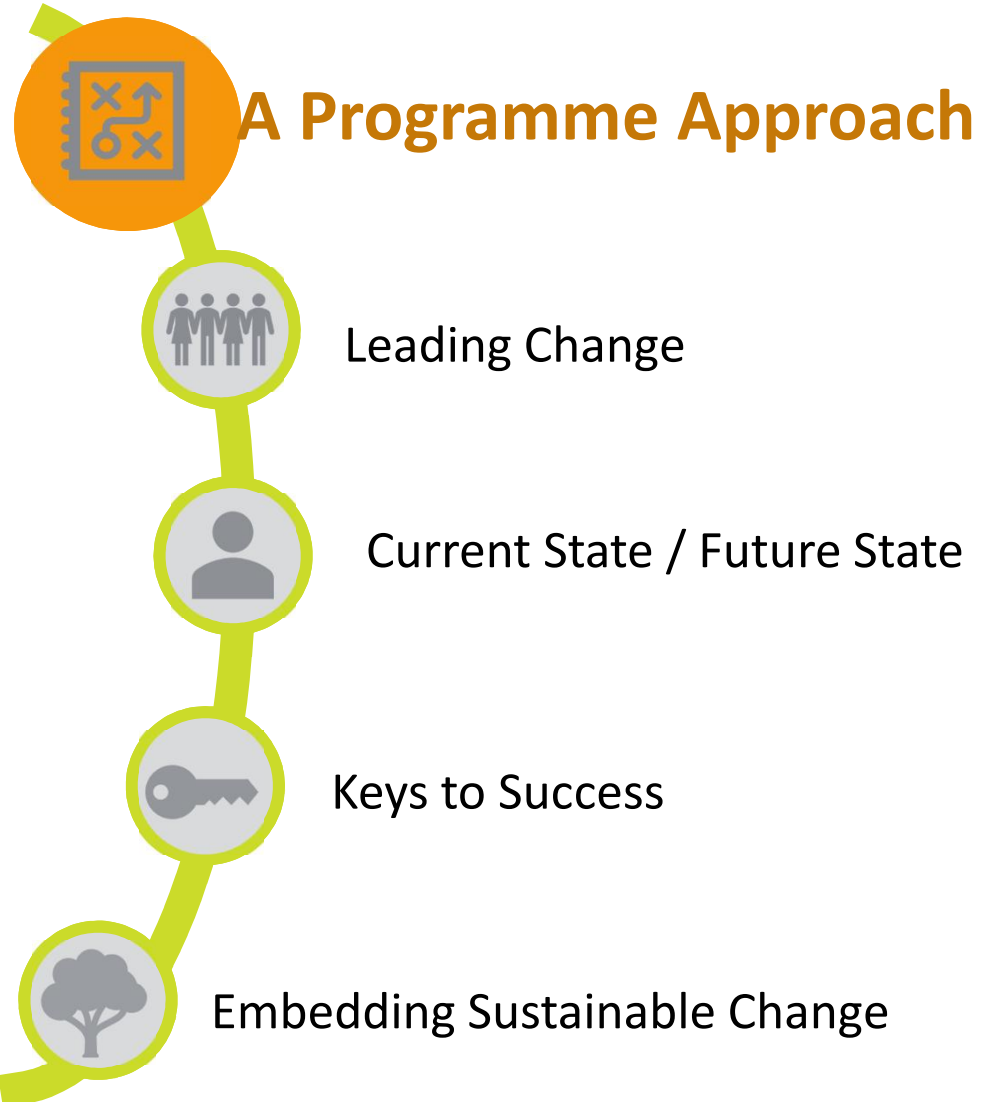 A Programme Approach
Leading Change
Current State / Future State
Keys to Success
Embedding Sustainable Change